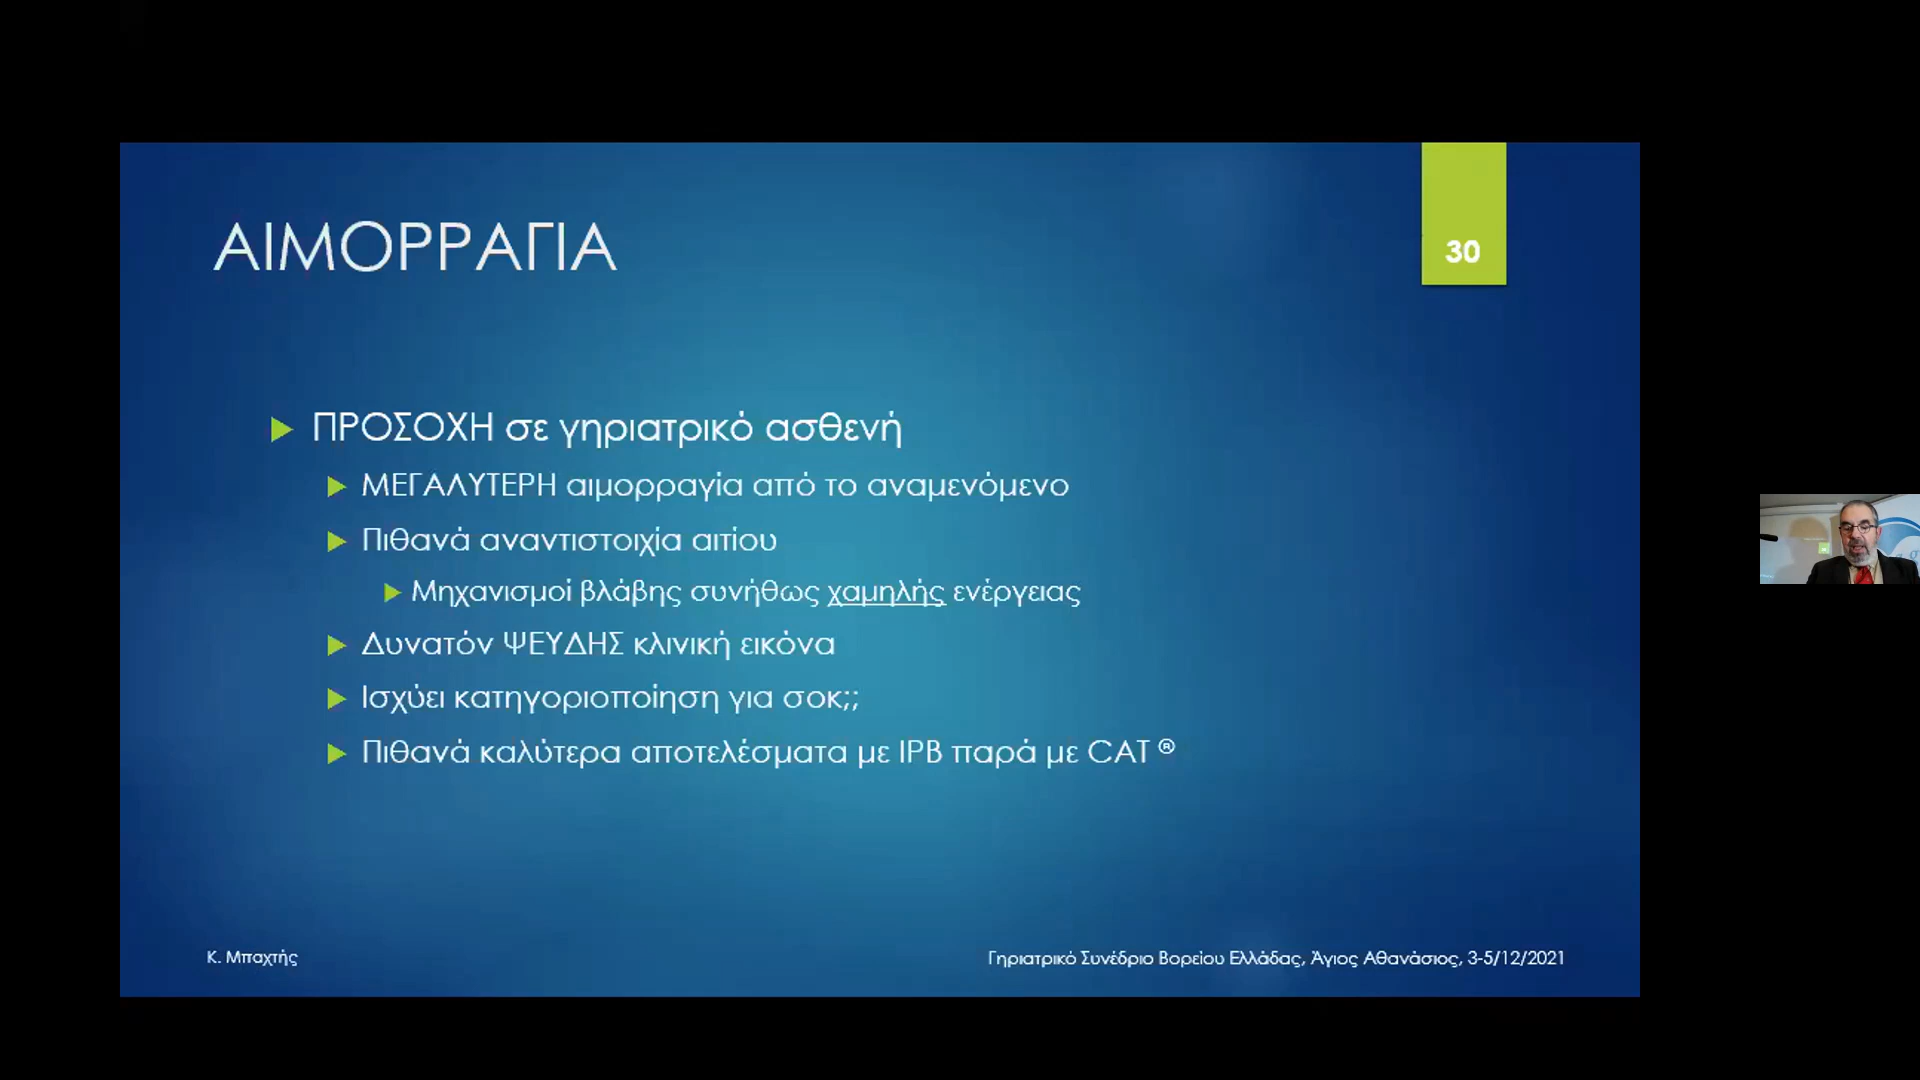 ΑΙΜΟΡΡΑΓΙΑ
30
ΠΡΟΣΟΧΗ σε γηριατρικό ασθενή
ΜΕΓΑΛΥΤΕΡΗ αιμορραγία από το αναμενόμενο
Πιθανά αναντιστοιχία αιτίου
Μηχανισμοί βλάβης συνήθως χαμηλής ενέργειας
Δυνατόν ΨΕΥΔΗΣ κλινική εικόνα
Ισχύει κατηγοριοποίηση για σοκ;;
Πιθανά καλύτερα αποτελέσματα με IPB παρά με CAT ®
Κ. Μπαχτής
Γηριατρικό Συνέδριο Βορείου Ελλάδας, Άγιος Αθανάσιος, 3-5/12/2021